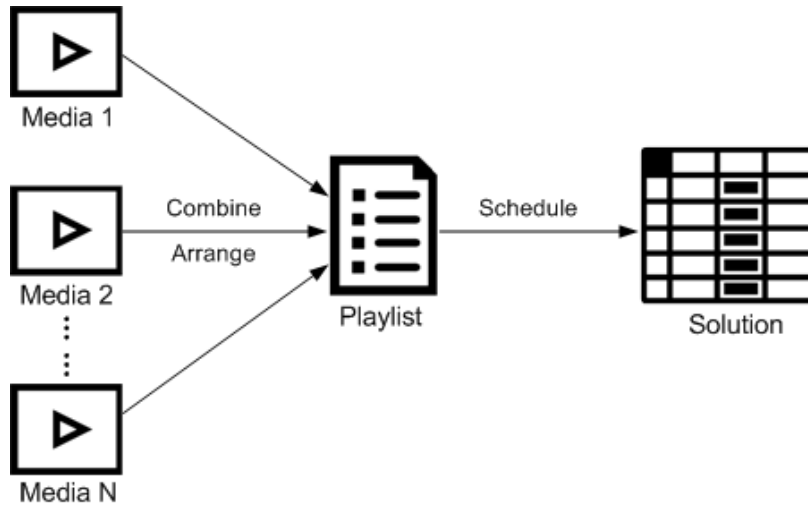 Media 1
Combine
Arrange
Media 2
Media N
Playlist
Schedule
Solution